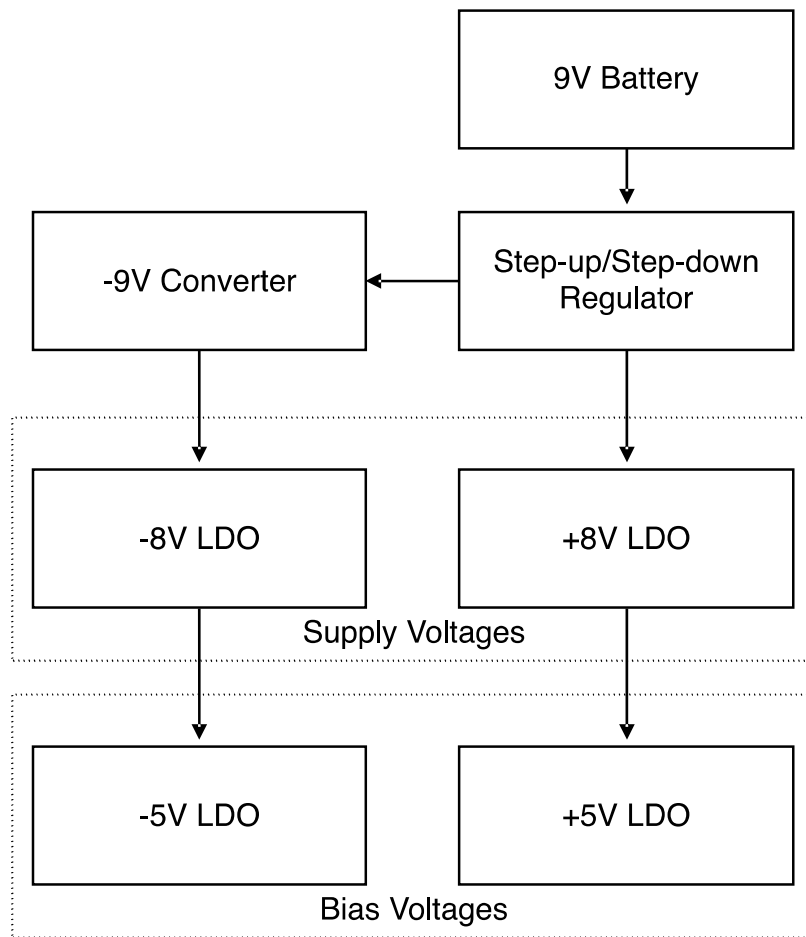 9V Battery
-9V Converter
Step-up/Step-down
Regulator
-8V LDO
+8V LDO
Supply Voltages
-5V LDO
+5V LDO
Bias Voltages